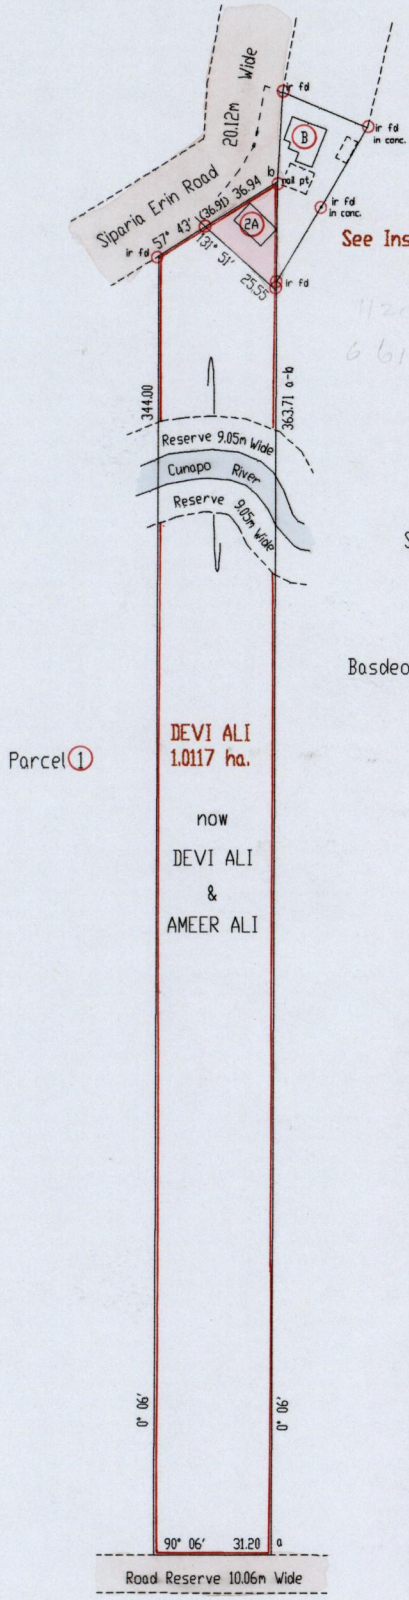 20.12m Wide
Siparia Erin Road
ir fd
B
ir fd
in conc.
b
nail pt
ir fd
in conc.
57° 43' (36.91) 36.94
2A
ir fd
131° 51'
25.55
ir fd
See Ins
344.00
363.71 a-b
Reserve 9.05m Wide
Cunapo River
Reserve 9.05m Wide
S
Basdeo
Parcel 1
DEVI ALI
1.0117 ha.
now
DEVI ALI
&
AMEER ALI
0° 06'
0° 06'
90° 06' 31.20 a
Road Reserve 10.06m Wide